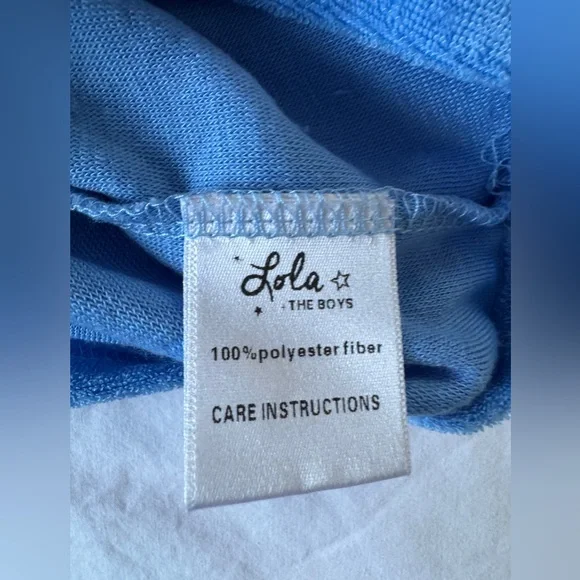 Lola
+ THE BOYS
100%polyester fiber
CARE INSTRUCTIONS